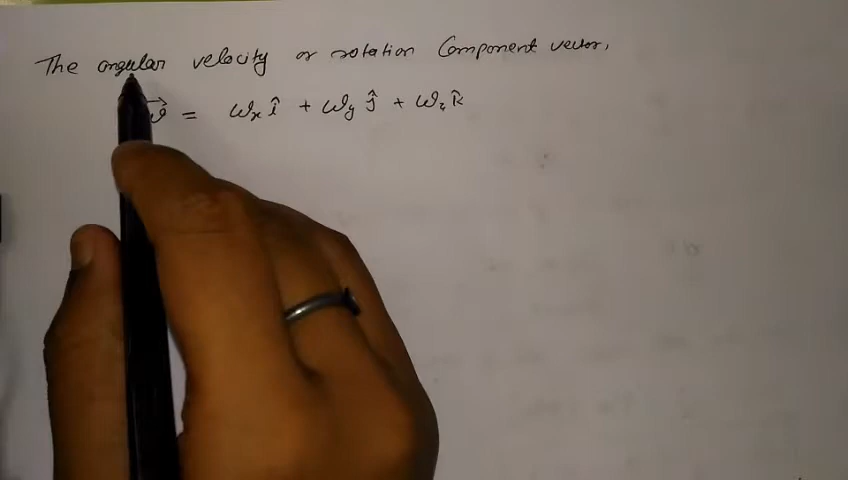 The angular velocity or rotation Component vector,
= ωx î + ωy ĵ + ωz k̂